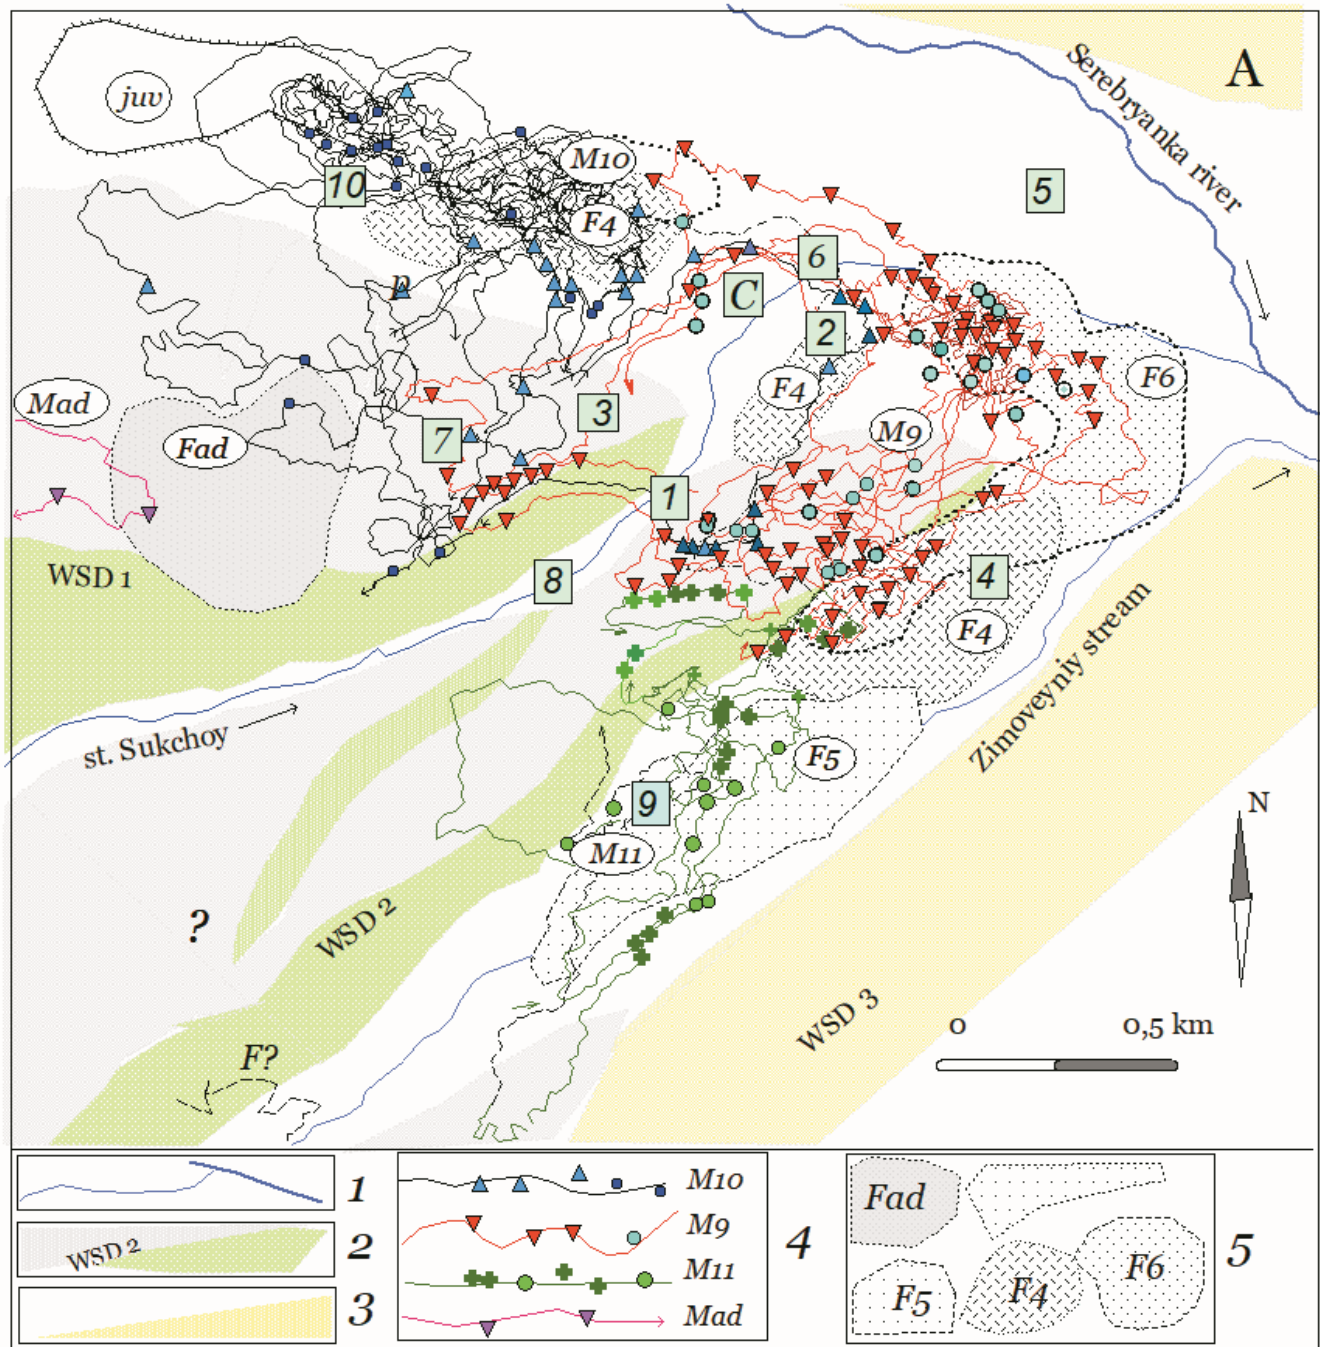 A
juv
Serebryanka river
M10
10
5
F4
6
p
C
2
F4
F6
Mad
3
M9
7
Fad
1
WSD 1
8
4
F4
Zimoveyniy stream
st. Sukchoy
F5
9
N
M11
?
WSD 2
WSD 3
0 0,5 km
F?
1
WSD 2
2
3
M10
M9
M11
Mad
4
Fad
F6
F5
F4
5